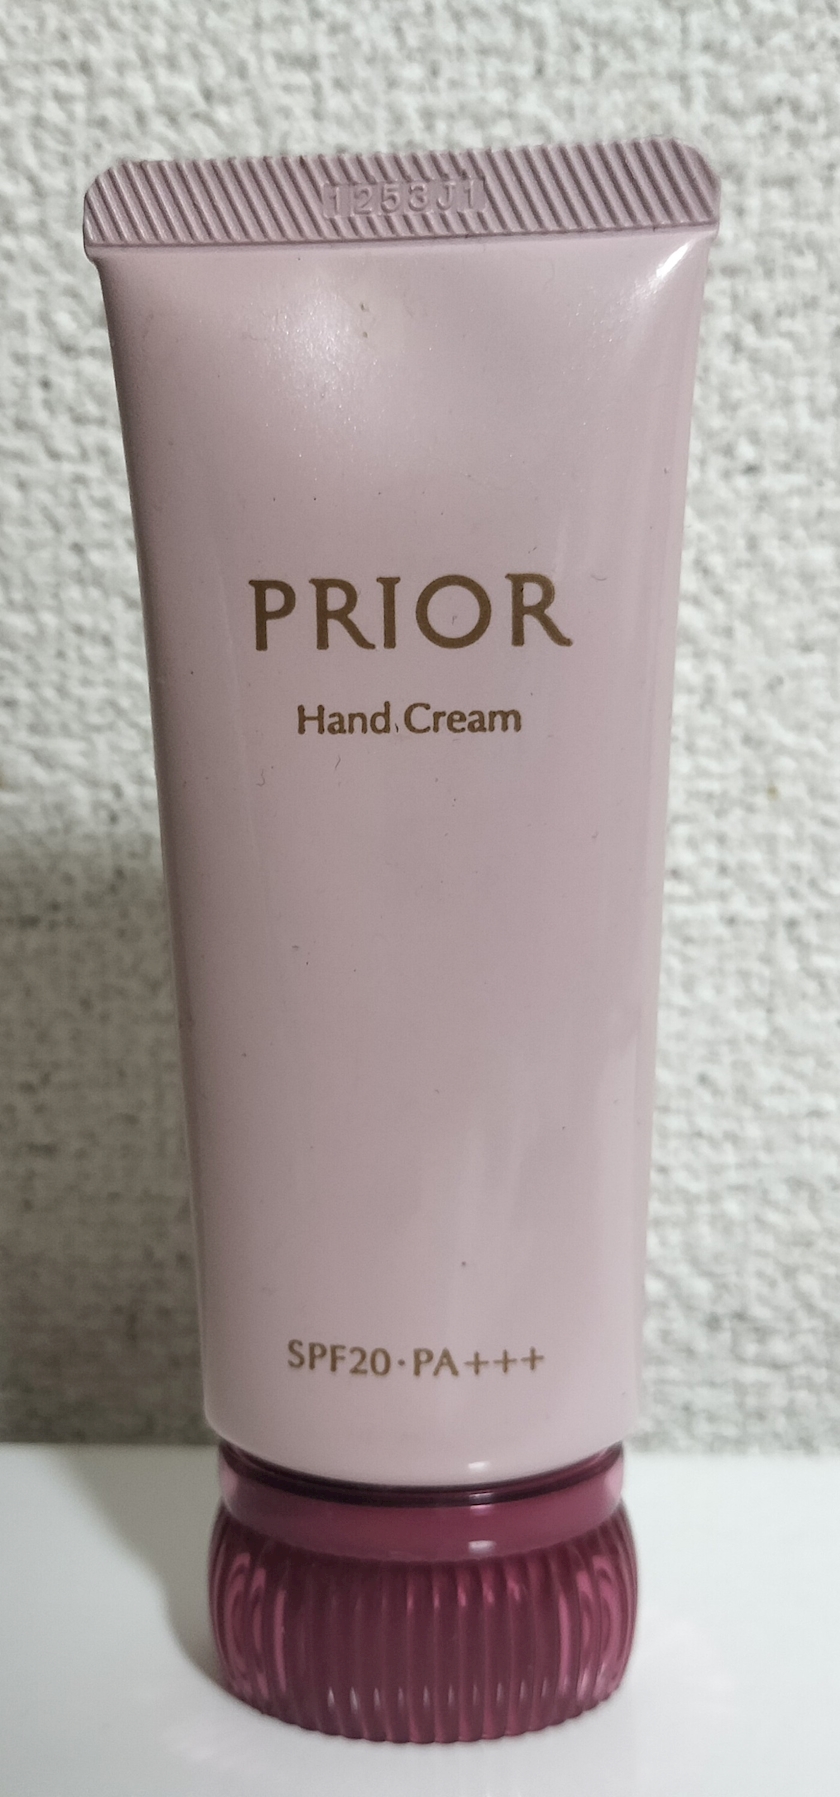 1253J1
PRIOR
Hand Cream
SPF20·PA+++